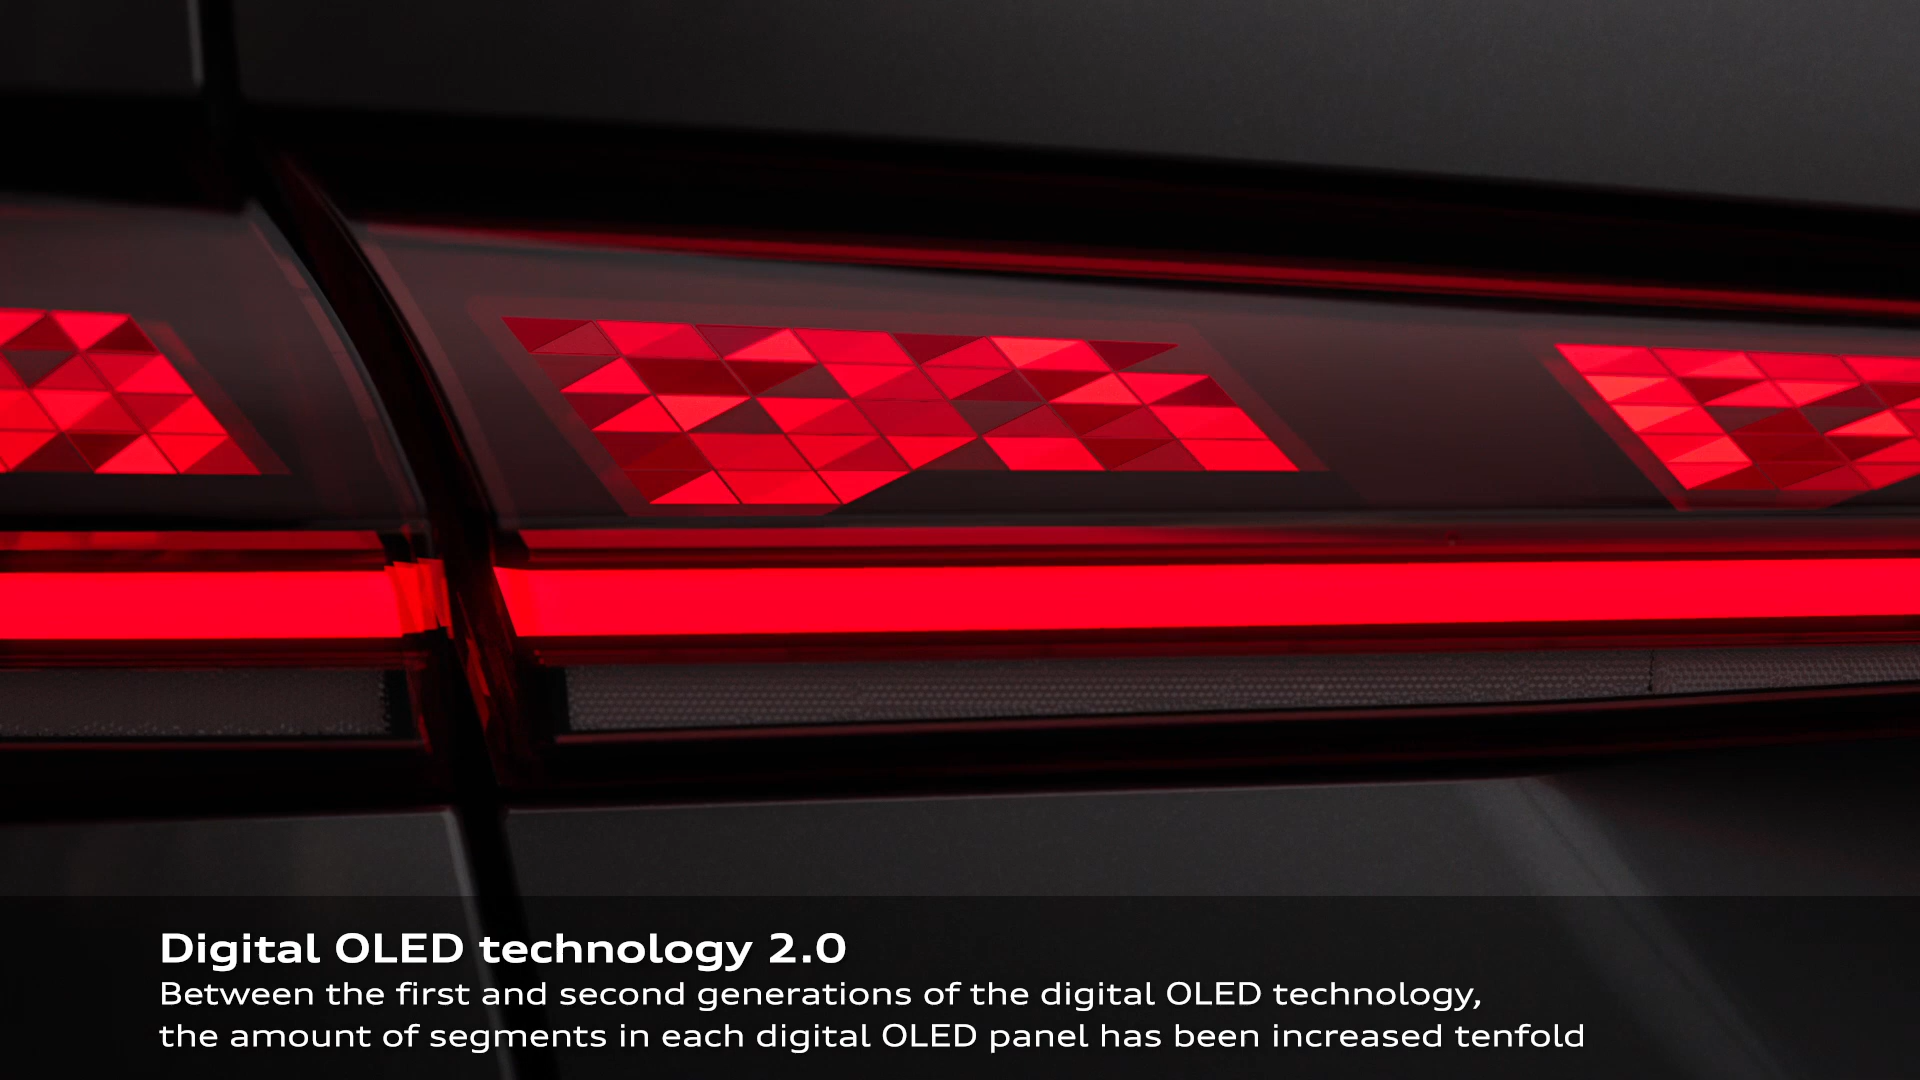 Digital OLED technology 2.0
Between the first and second generations of the digital OLED technology,
the amount of segments in each digital OLED panel has been increased tenfold